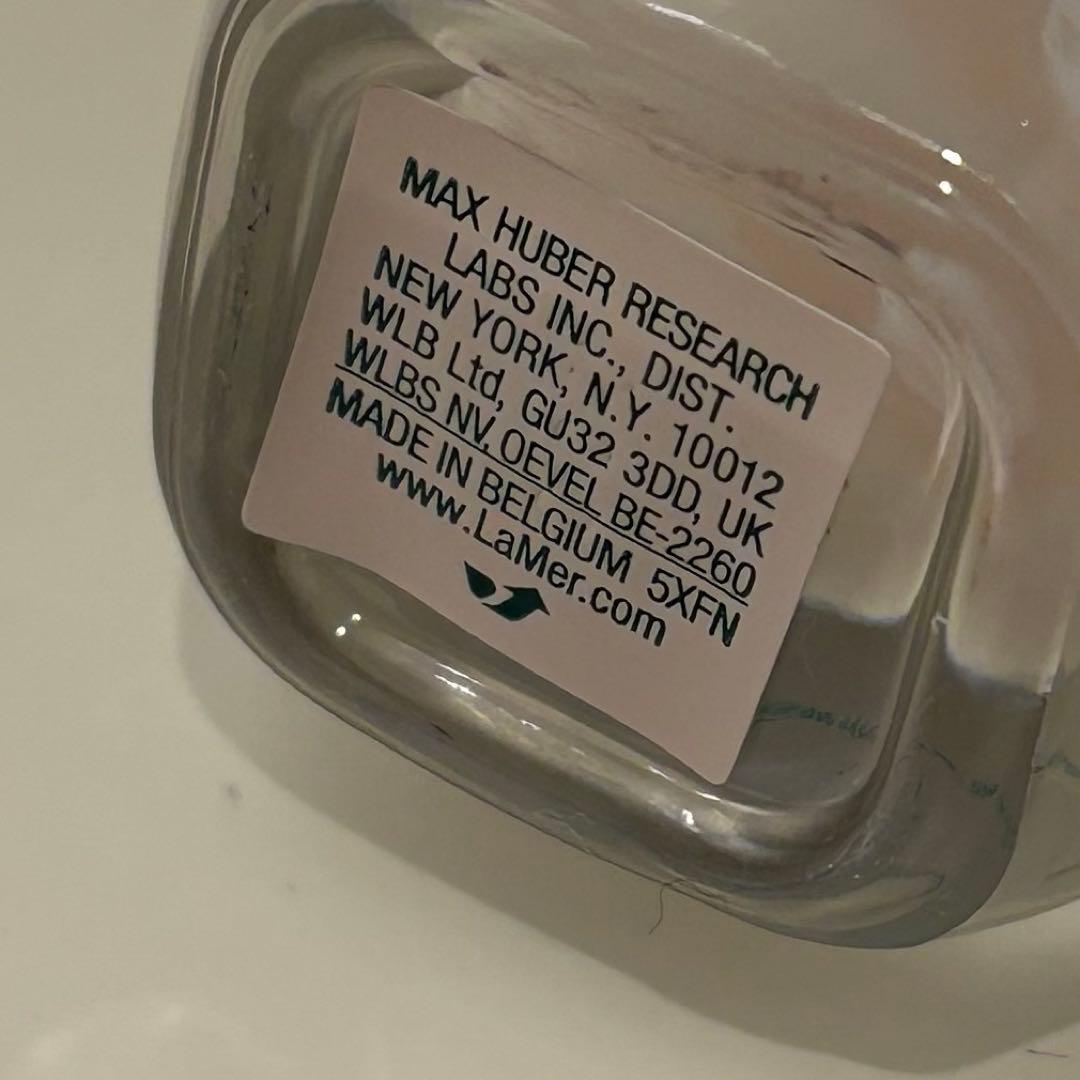 MAX HUBER RESEARCH
LABS INC., DIST.
NEW YORK, N.Y. 10012
WLB Ltd, GU32 3DD, UK
WLBS NV, OEVEL BE-2260
MADE IN BELGIUM 5XFN
www.LaMer.com